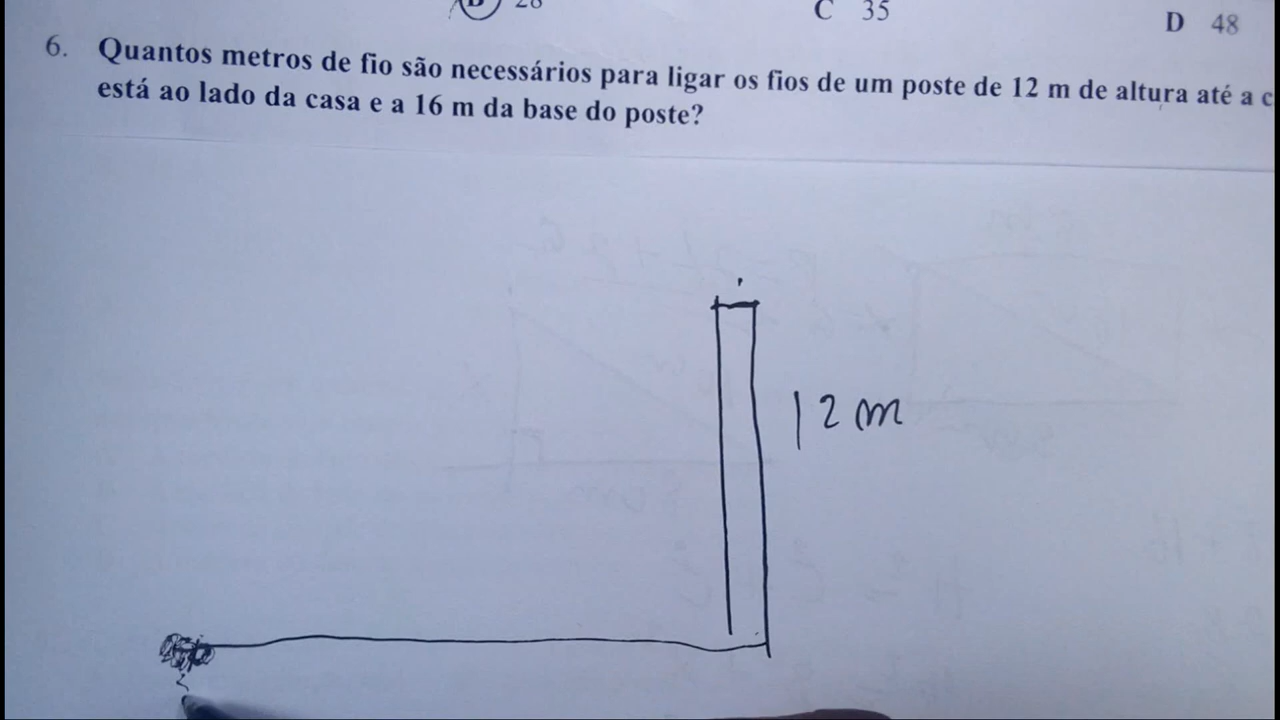 B 28 C 35 D 48
6. Quantos metros de fio são necessários para ligar os fios de um poste de 12 m de altura até a c
está ao lado da casa e a 16 m da base do poste?
12 m